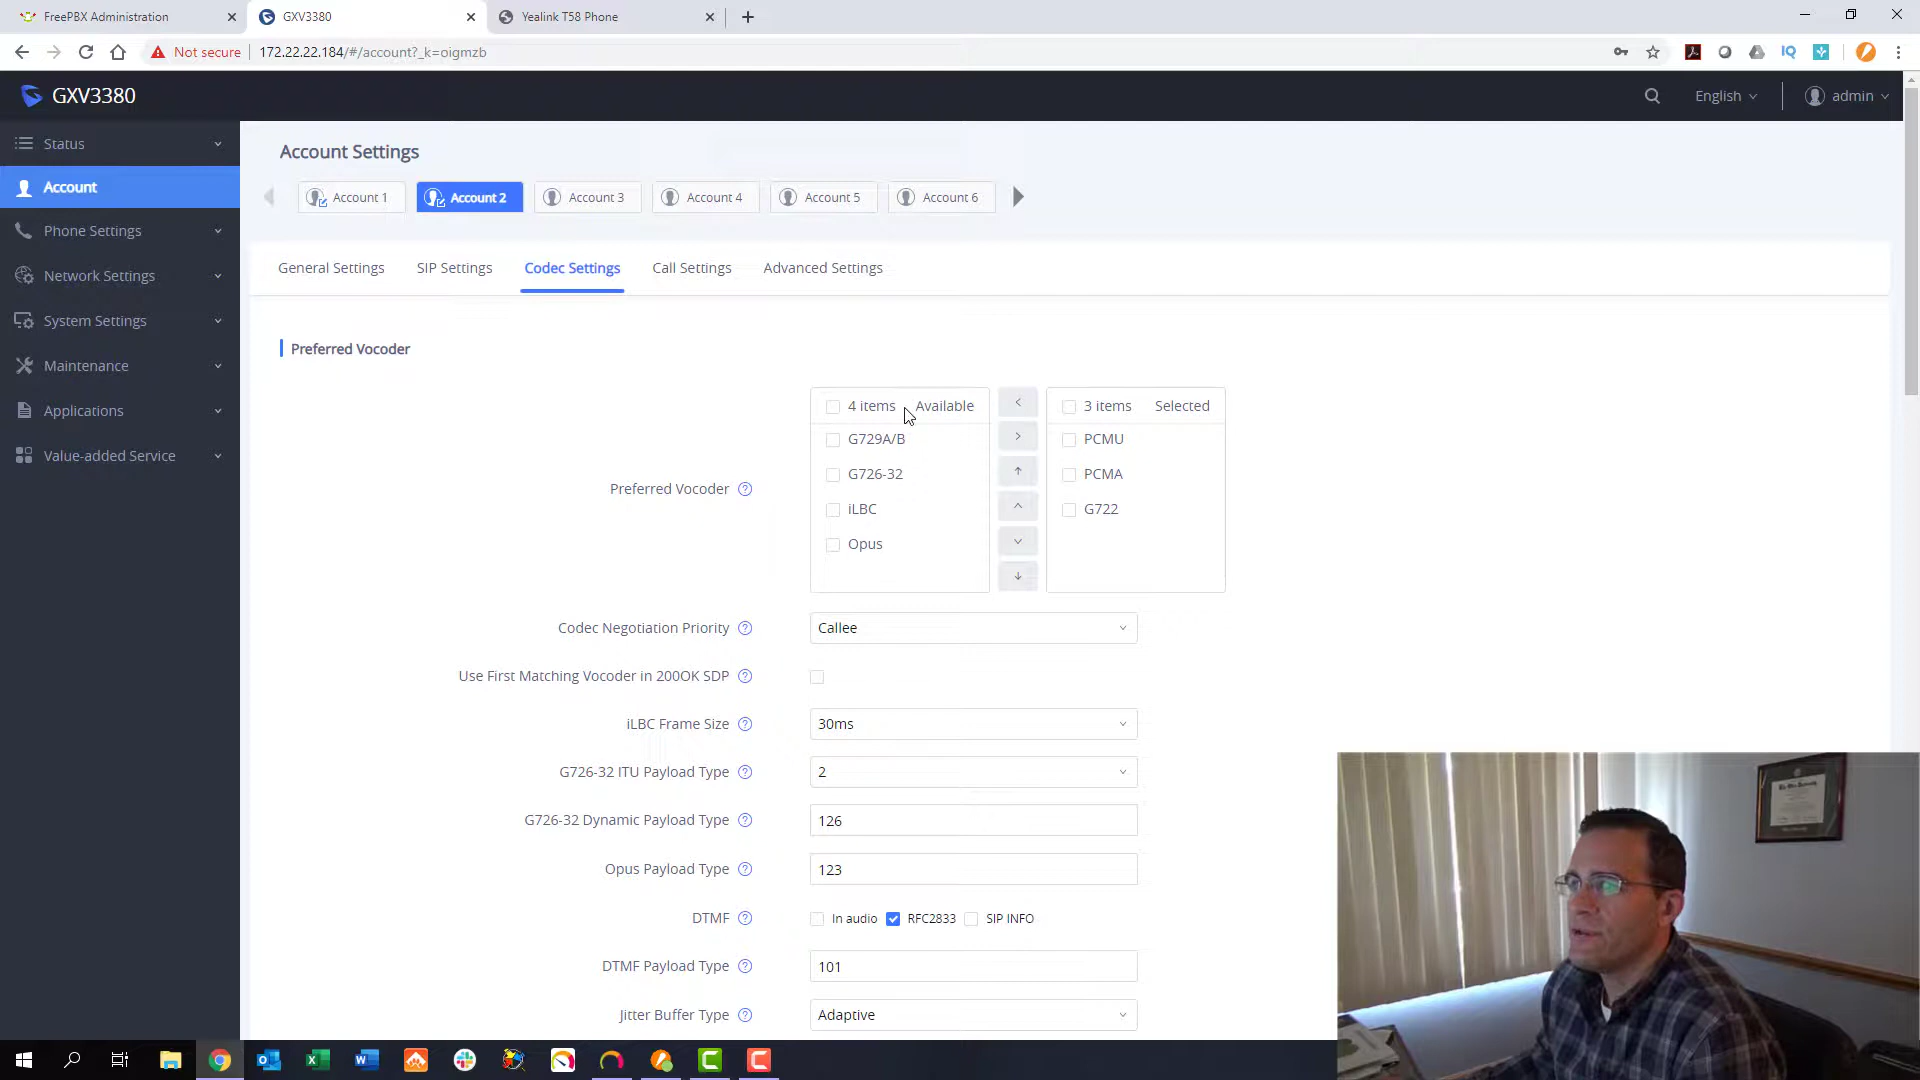 FreePBX Administration
GXV3380
Yealink T58 Phone
Not secure 172.22.22.184/#/account?_k=oigmzb
GXV3380
English
admin
Status
Account
Phone Settings
Network Settings
System Settings
Maintenance
Applications
Value-added Service
Account Settings
Account 1 Account 2 Account 3 Account 4 Account 5 Account 6
General Settings SIP Settings Codec Settings Call Settings Advanced Settings
Preferred Vocoder
4 items Available 3 items Selected
G729A/B PCMU
G726-32 PCMA
Preferred Vocoder
iLBC G722
Opus
Codec Negotiation Priority Callee
Use First Matching Vocoder in 200OK SDP
iLBC Frame Size 30ms
G726-32 ITU Payload Type 2
G726-32 Dynamic Payload Type 126
Opus Payload Type 123
DTMF In audio RFC2833 SIP INFO
DTMF Payload Type 101
Jitter Buffer Type Adaptive